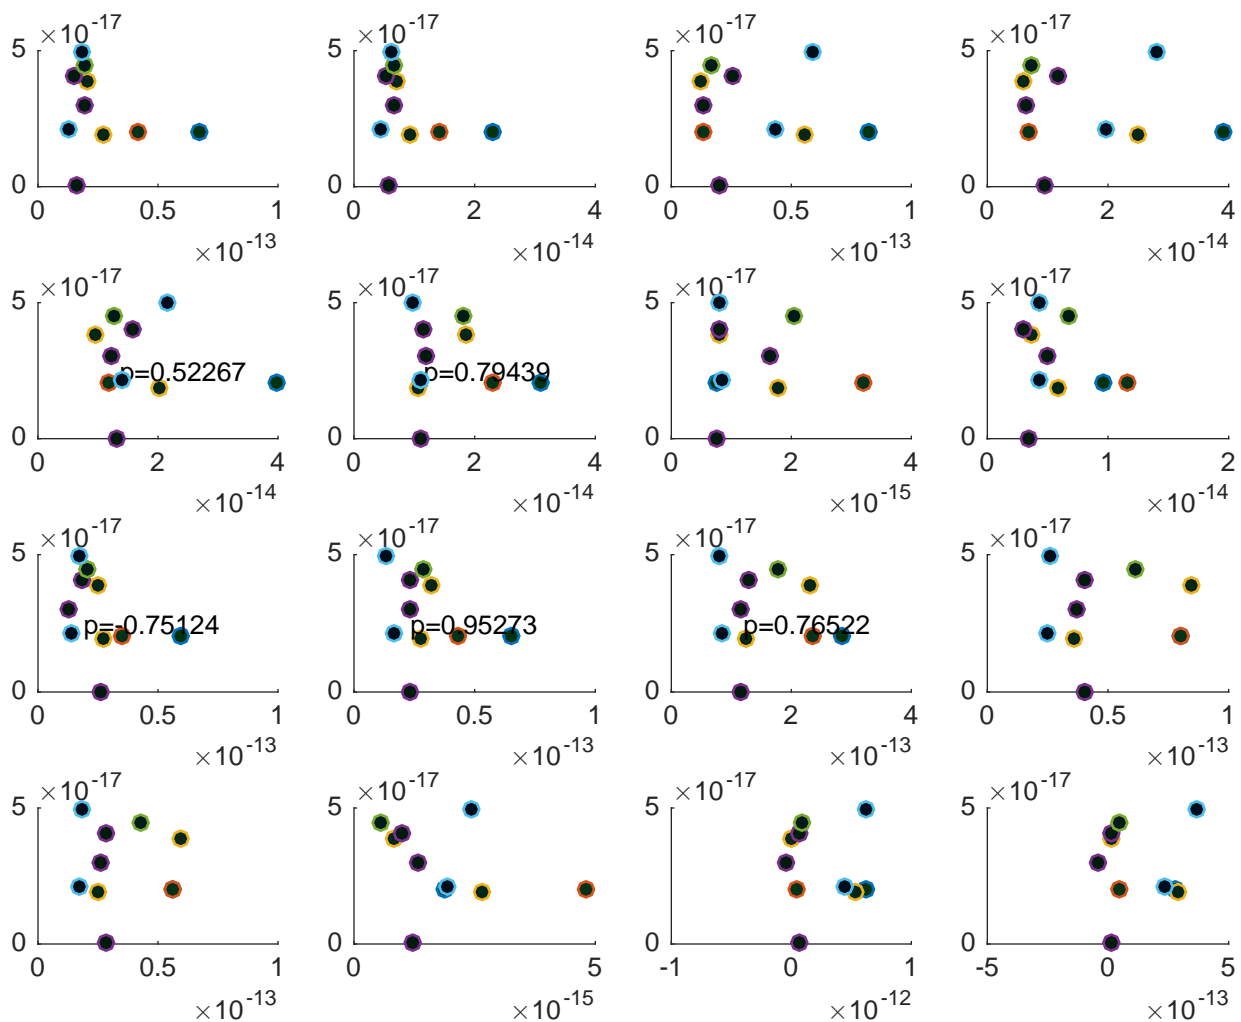 ×10-17 ×10-17 ×10-17 ×10-17
5 5 5 5
0 0 0 0
0 0.5 1 0 2 4 0 0.5 1 0 2 4
×10-13 ×10-14 ×10-13 ×10-14
×10-17 ×10-17 ×10-17 ×10-17
5 5 5 5
p=0.52267 p=0.79439
0 0 0 0
0 2 4 0 2 4 0 2 4 0 1 2
×10-14 ×10-14 ×10-15 ×10-14
×10-17 ×10-17 ×10-17 ×10-17
5 5 5 5
p=-0.75124 p=0.95273 p=0.76522
0 0 0 0
0 0.5 1 0 0.5 1 0 2 4 0 0.5 1
×10-13 ×10-13 ×10-13 ×10-13
×10-17 ×10-17 ×10-17 ×10-17
5 5 5 5
0 0 0 0
0 0.5 1 0 5 -1 0 1 -5 0 5
×10-13 ×10-15 ×10-12 ×10-13